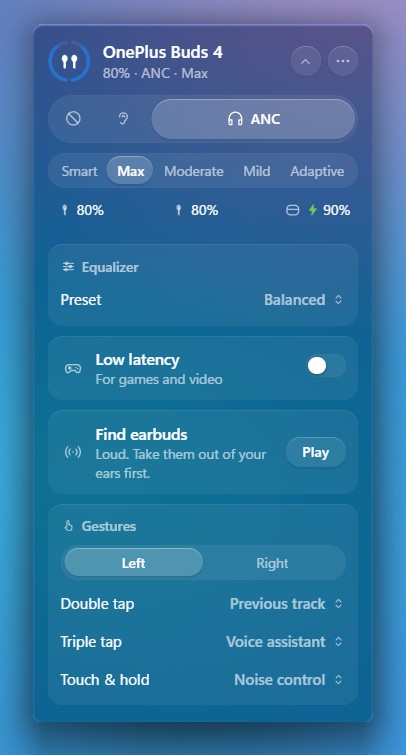 OnePlus Buds 4
80% · ANC · Max
ANC
Smart Max Moderate Mild Adaptive
80% 80% 90%
Equalizer
Preset Balanced
Low latency
For games and video
Find earbuds
Loud. Take them out of your
ears first.
Play
Gestures
Left Right
Double tap Previous track
Triple tap Voice assistant
Touch & hold Noise control